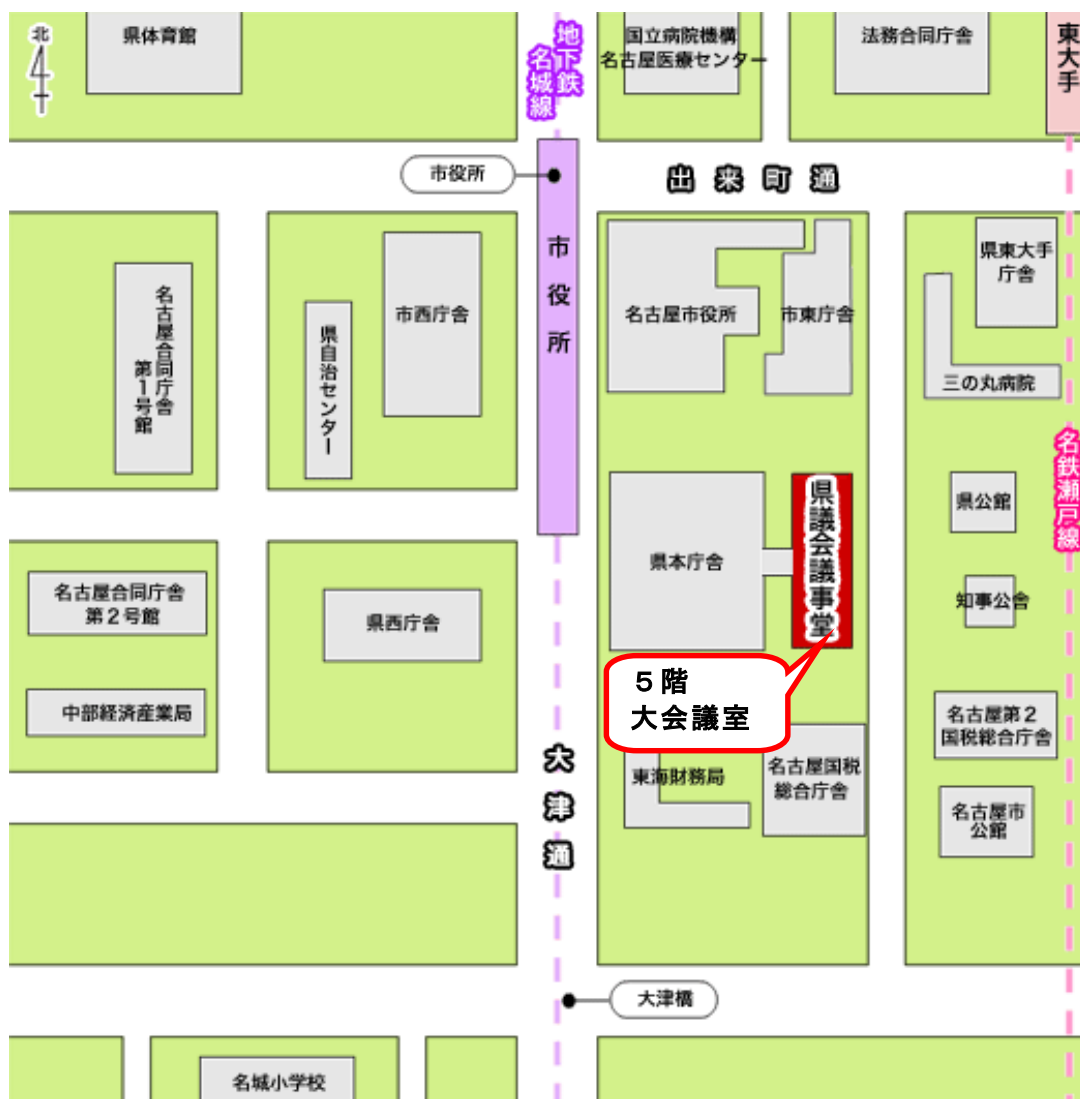 北
県体育館
地下鉄
名城線
国立病院機構
名古屋医療センター
法務合同庁舎
東大手
市役所
出来町通
市役所
名古屋合同庁舎
第1号館
県自治センター
市西庁舎
名古屋市役所
市東庁舎
県東大手
庁舎
三の丸病院
名鉄瀬戸線
県本庁舎
県議会議事堂
県公館
知事公舎
名古屋合同庁舎
第2号館
県西庁舎
中部経済産業局
５階
大会議室
大津通
東海財務局
名古屋国税
総合庁舎
名古屋第2
国税総合庁舎
名古屋市
公館
大津橋
名城小学校